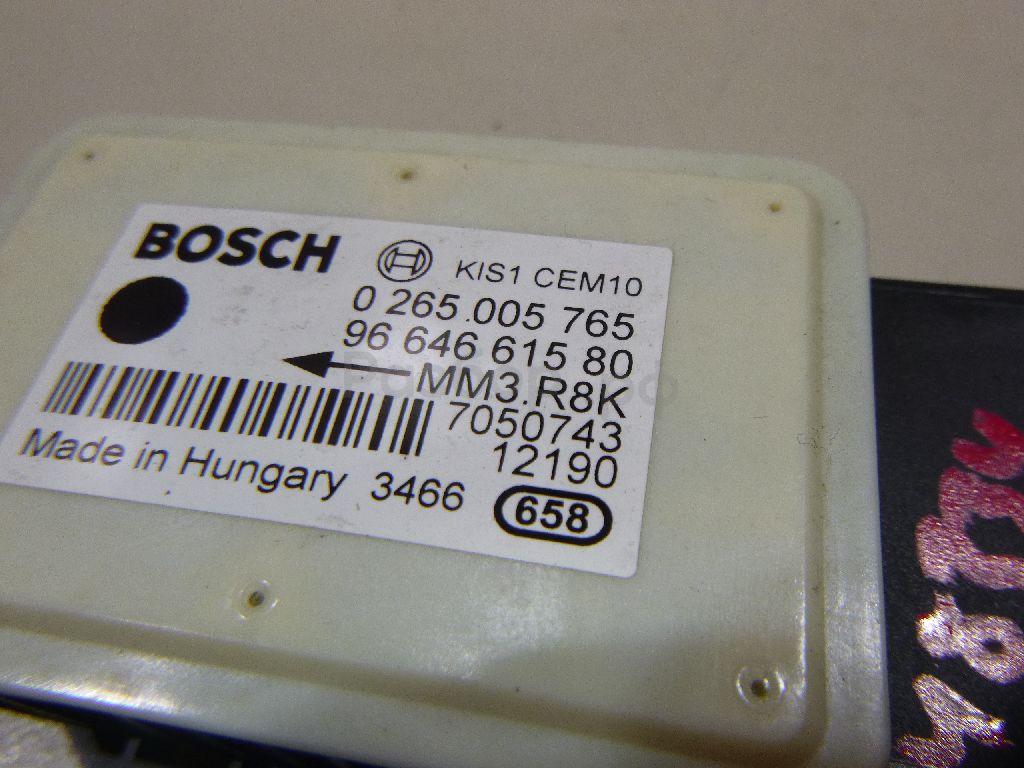 BOSCH KIS1 CEM10
0 265.005 765
96 646 615 80
MM3.R8K
7050743
12190
Made in Hungary 3466 658